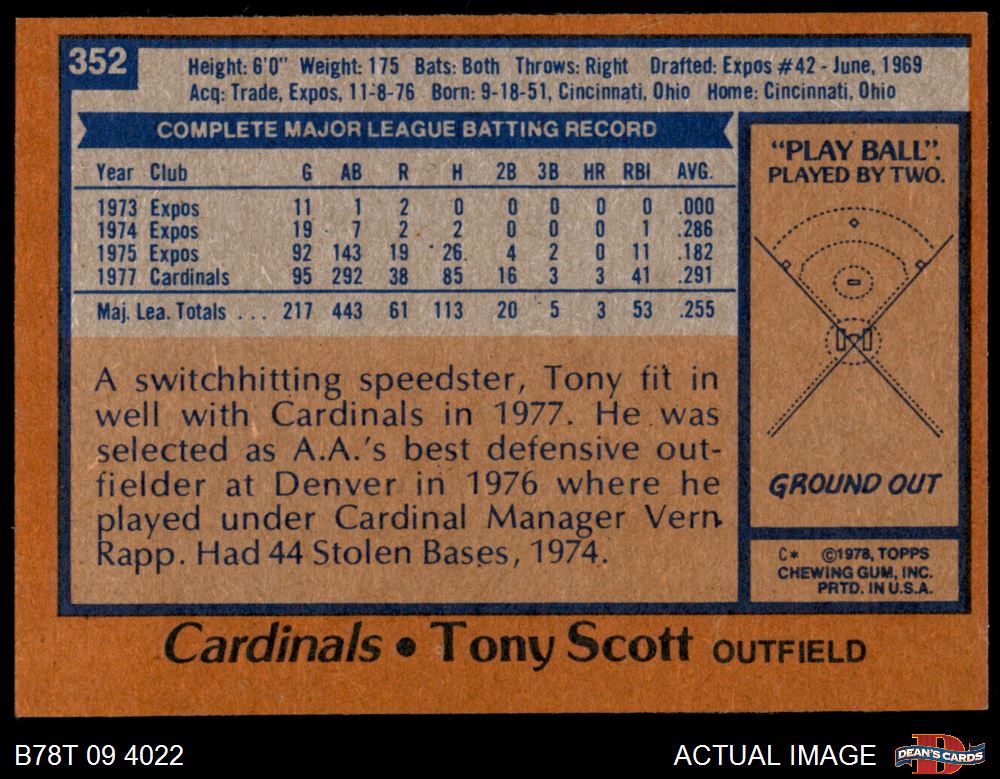 352
Height: 6'0" Weight: 175 Bats: Both Throws: Right Drafted: Expos #42 - June, 1969
Acq: Trade, Expos, 11-8-76 Born: 9-18-51, Cincinnati, Ohio Home: Cincinnati, Ohio
COMPLETE MAJOR LEAGUE BATTING RECORD
Year Club G AB R H 2B 3B HR RBI AVG.
1973 Expos 11 1 2 0 0 0 0 0 .000
1974 Expos 19 7 2 2 0 0 0 1 .286
1975 Expos 92 143 19 26 4 2 0 11 .182
1977 Cardinals 95 292 38 85 16 3 3 41 .291
Maj. Lea. Totals ... 217 443 61 113 20 5 3 53 .255
A switchhitting speedster, Tony fit in
well with Cardinals in 1977. He was
selected as A.A.'s best defensive out-
fielder at Denver in 1976 where he
played under Cardinal Manager Vern
Rapp. Had 44 Stolen Bases, 1974.
"PLAY BALL".
PLAYED BY TWO.
GROUND OUT
C* ©1978, TOPPS
CHEWING GUM, INC.
PRTD. IN U.S.A.
Cardinals • Tony Scott OUTFIELD
B78T 09 4022
ACTUAL IMAGE
DEAN'S CARDS